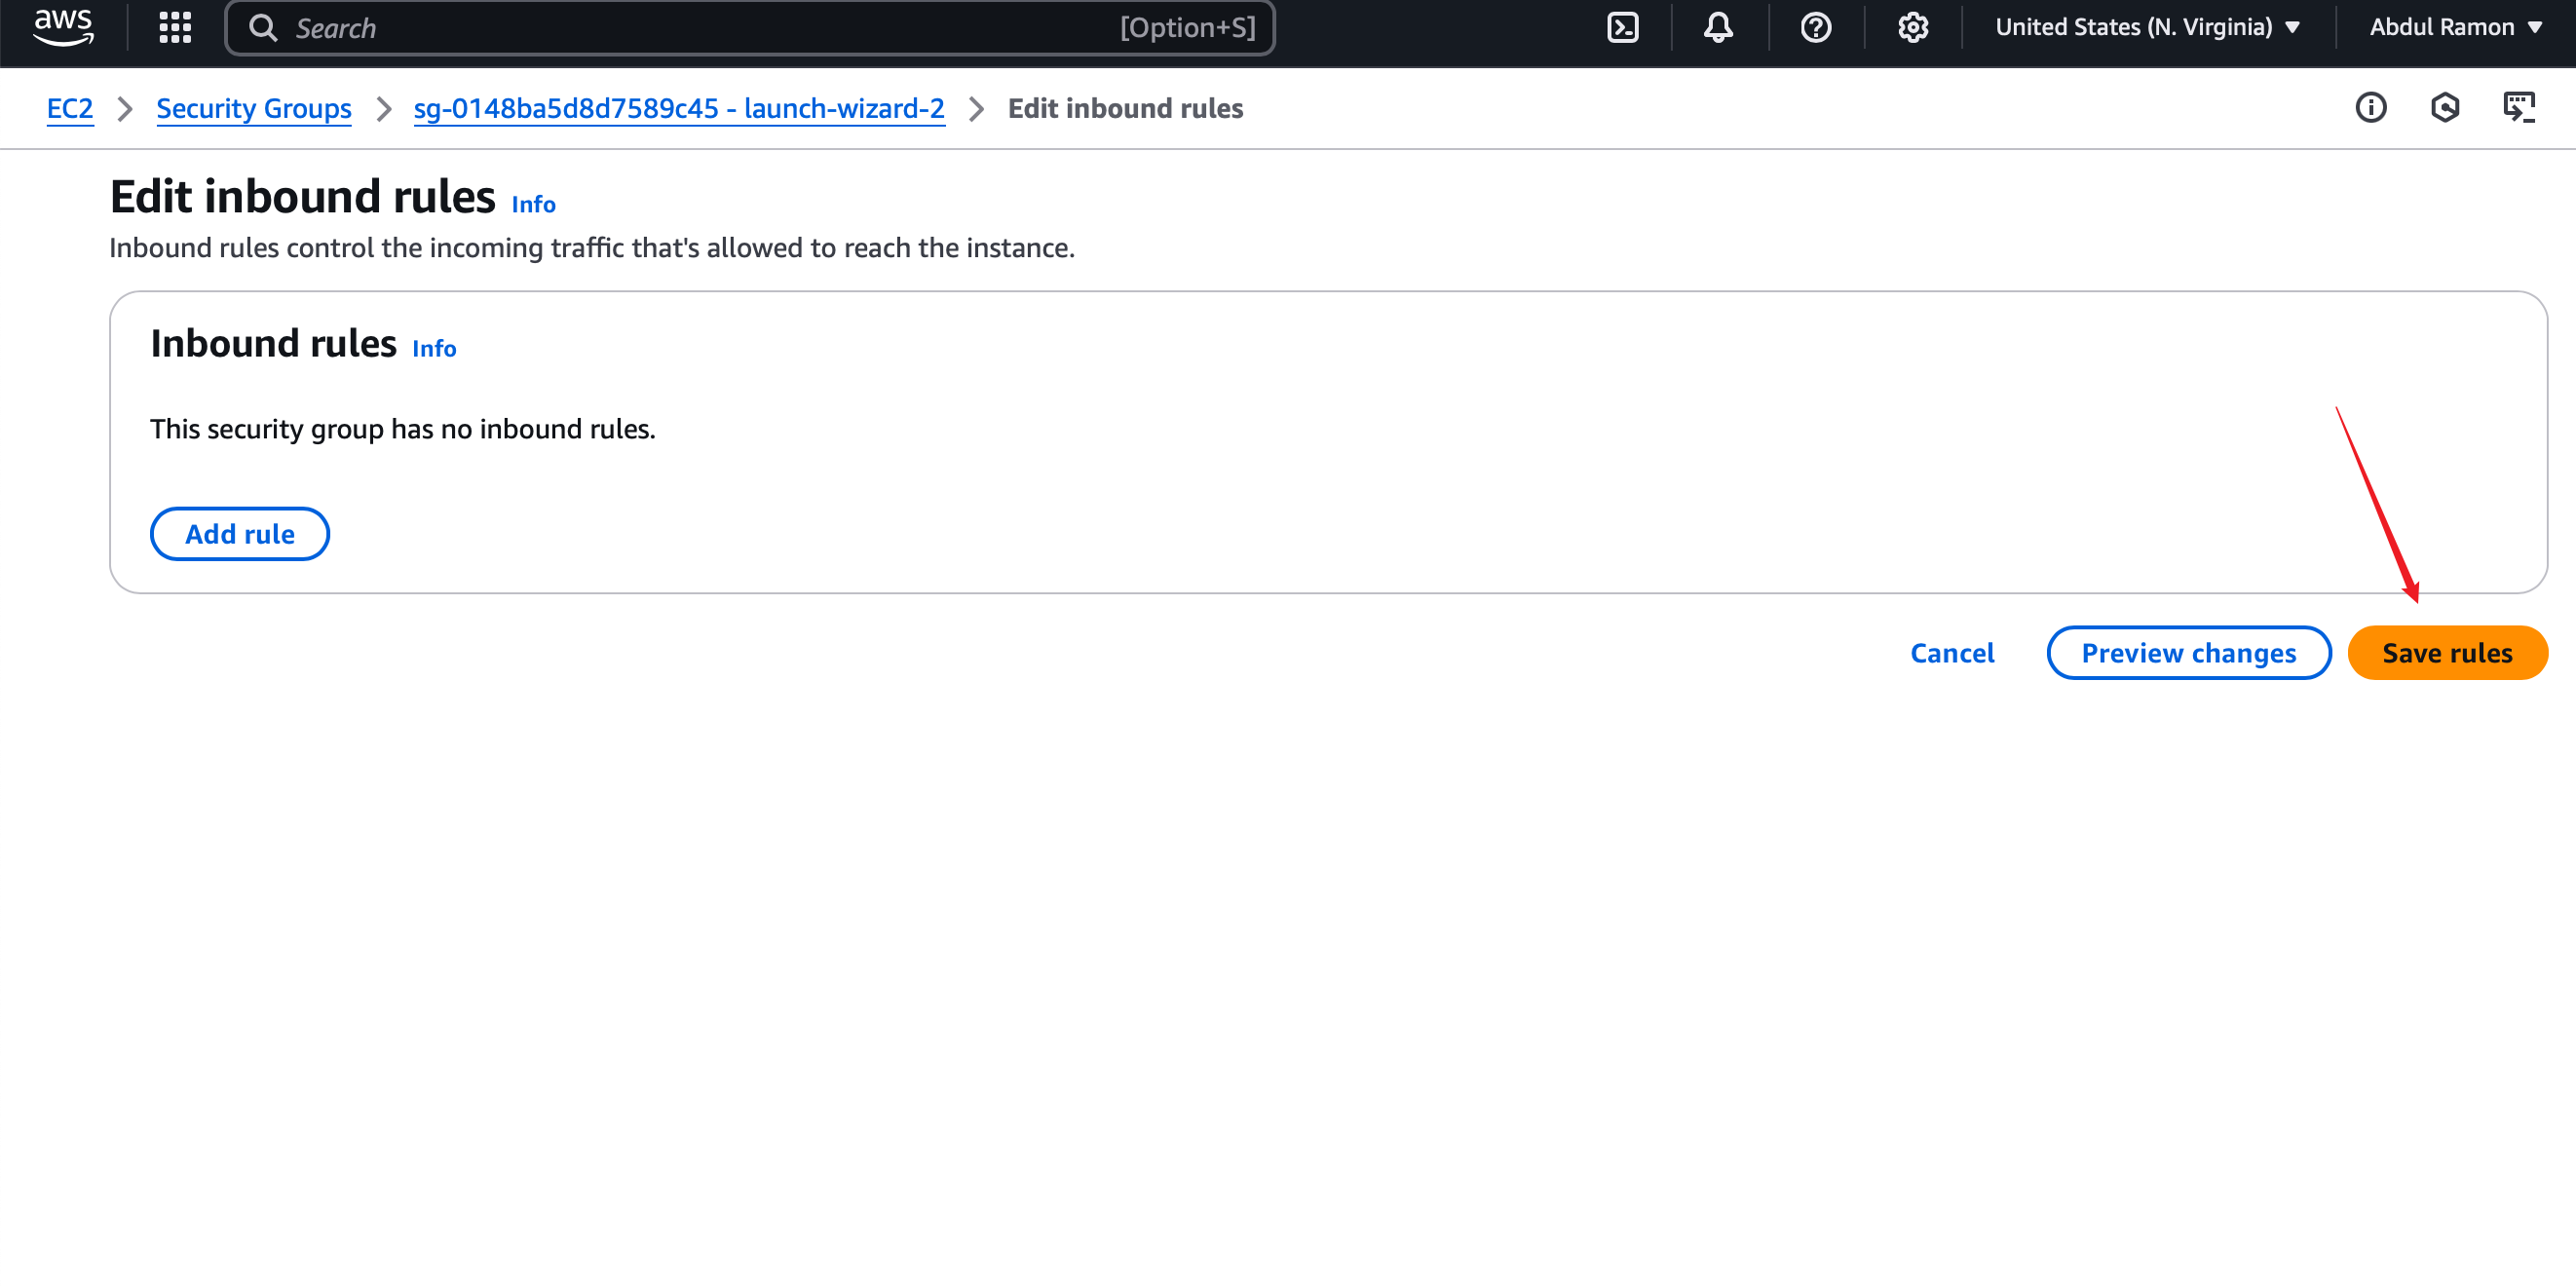 aws Search [Option+S] United States (N. Virginia) Abdul Ramon
EC2 Security Groups sg-0148ba5d8d7589c45 - launch-wizard-2 Edit inbound rules
Edit inbound rules Info
Inbound rules control the incoming traffic that's allowed to reach the instance.
Inbound rules Info
This security group has no inbound rules.
Add rule
Cancel Preview changes Save rules